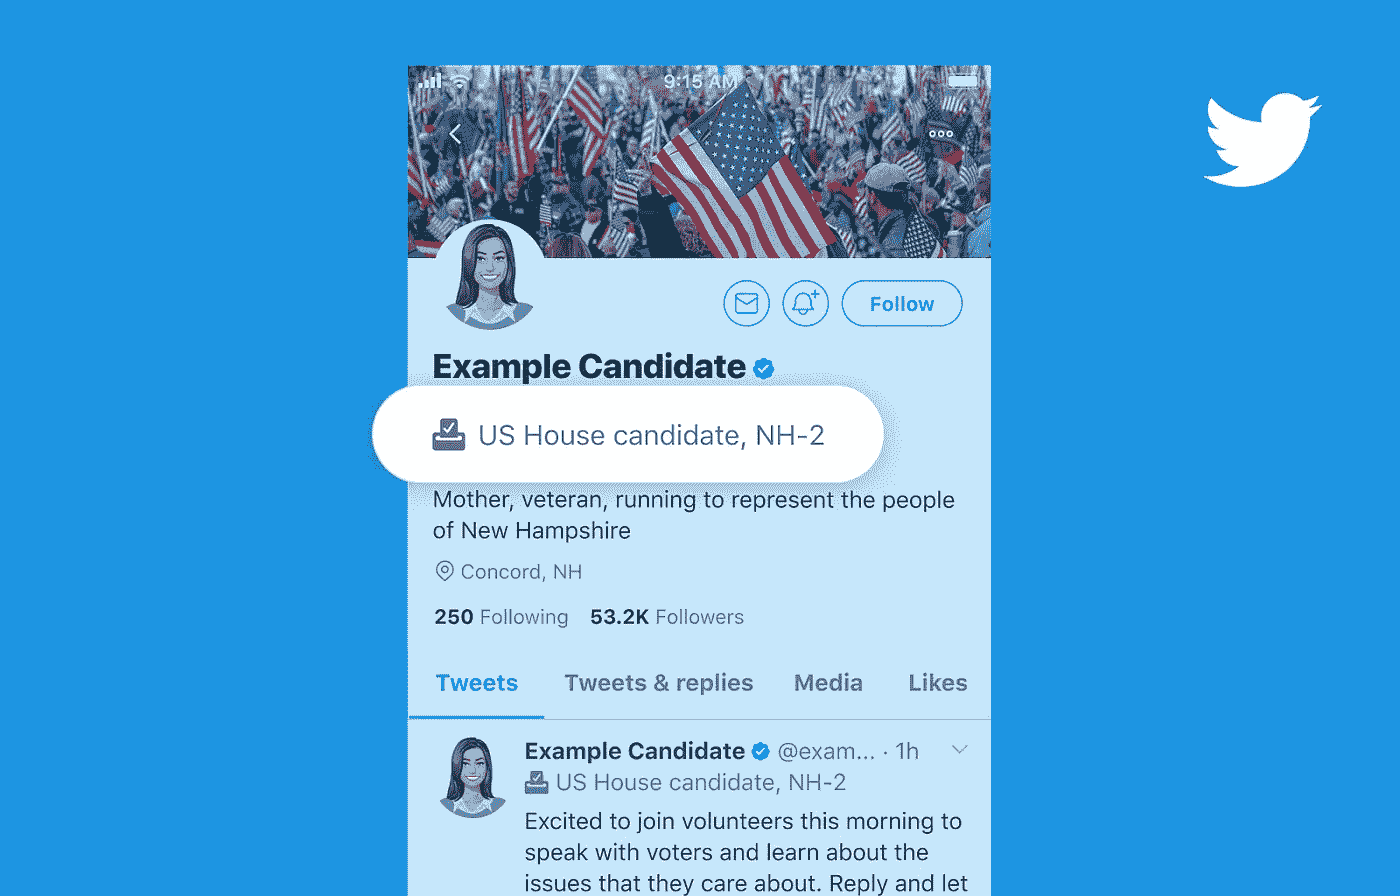 9:15 AM
Follow
Example Candidate
US House candidate, NH-2
Mother, veteran, running to represent the people
of New Hampshire
Concord, NH
250 Following 53.2K Followers
Tweets Tweets & replies Media Likes
Example Candidate @exam... · 1h
US House candidate, NH-2
Excited to join volunteers this morning to
speak with voters and learn about the
issues that they care about. Reply and let